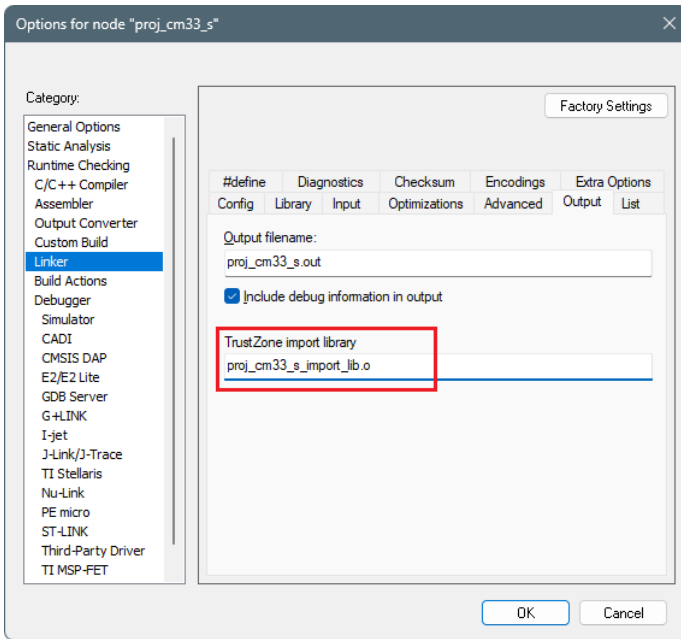 Options for node "proj_cm33_s"
Category:
General Options
Static Analysis
Runtime Checking
C/C++ Compiler
Assembler
Output Converter
Custom Build
Linker
Build Actions
Debugger
Simulator
CADI
CMSIS DAP
E2/E2 Lite
GDB Server
G+LINK
I-jet
J-Link/J-Trace
TI Stellaris
Nu-Link
PE micro
ST-LINK
Third-Party Driver
TI MSP-FET
Factory Settings
#define Diagnostics Checksum Encodings Extra Options
Config Library Input Optimizations Advanced Output List
Output filename:
proj_cm33_s.out
Include debug information in output
TrustZone import library
proj_cm33_s_import_lib.o
OK Cancel